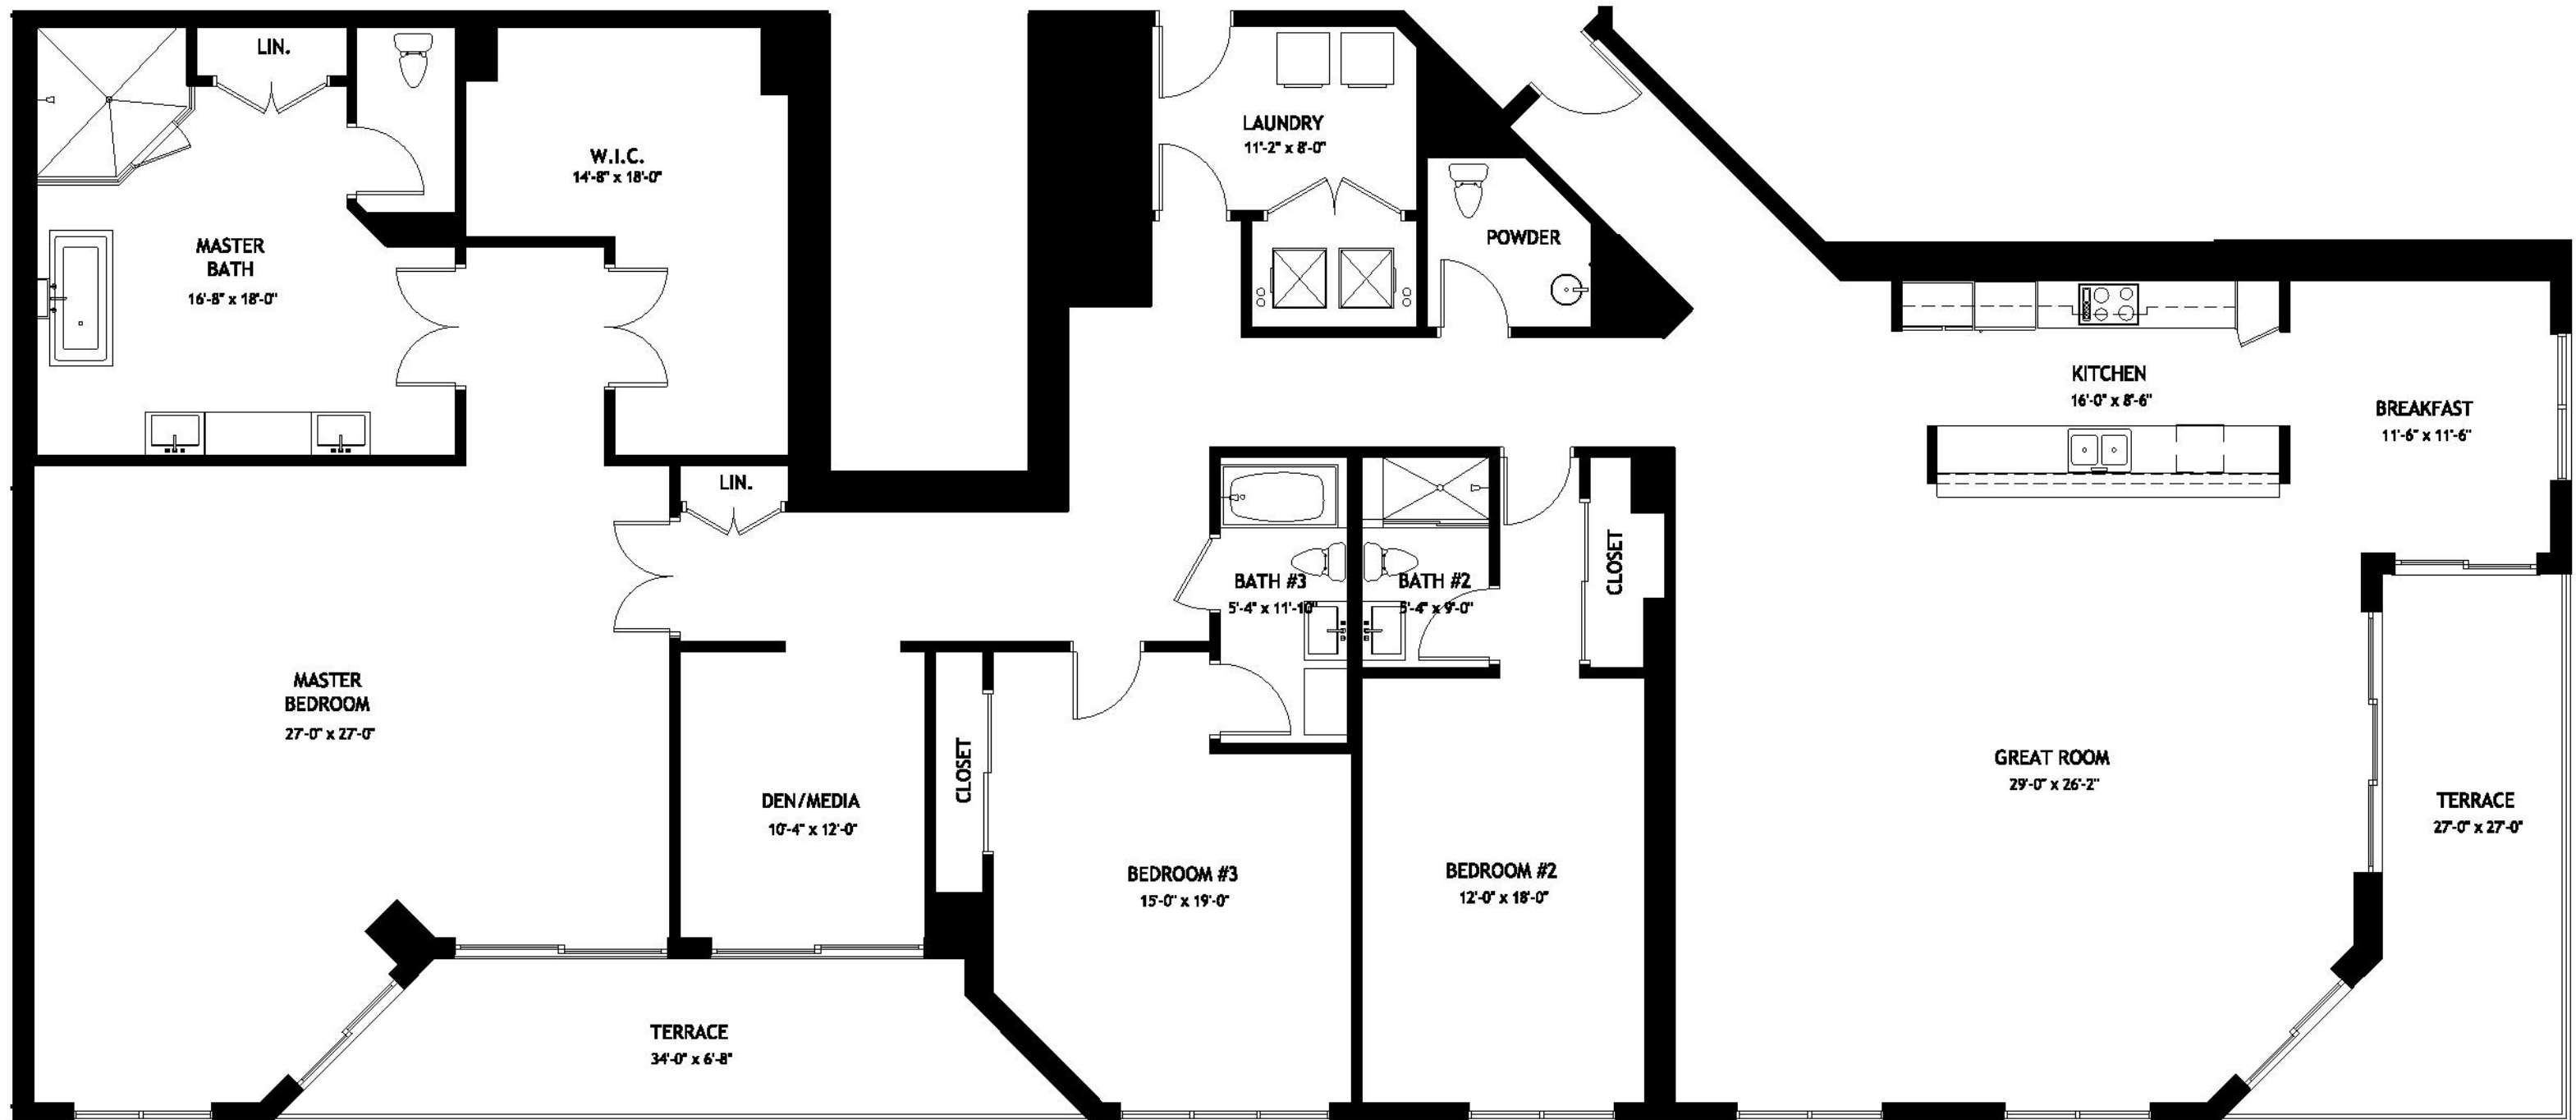 LIN.
W.I.C.
14'-8" x 18'-0"
MASTER
BATH
16'-8" x 18'-0"
LAUNDRY
11'-2" x 8'-0"
POWDER
KITCHEN
16'-0" x 8'-6"
BREAKFAST
11'-6" x 11'-6"
LIN.
BATH #3
5'-4" x 11'-10"
BATH #2
5'-4" x 9'-0"
CLOSET
MASTER
BEDROOM
27'-0" x 27'-0"
DEN/MEDIA
10'-4" x 12'-0"
CLOSET
BEDROOM #3
15'-0" x 19'-0"
BEDROOM #2
12'-0" x 18'-0"
GREAT ROOM
29'-0" x 26'-2"
TERRACE
27'-0" x 27'-0"
TERRACE
34'-0" x 6'-8"